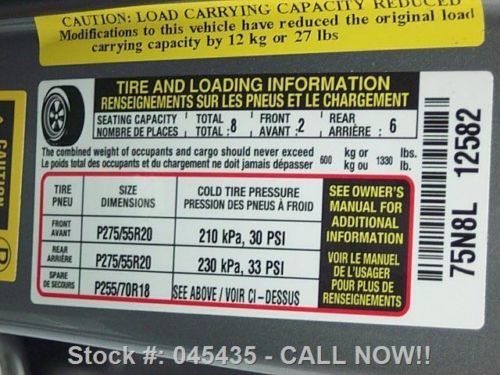 CAUTION: LOAD CARRYING CAPACITY REDUCED
Modifications to this vehicle have reduced the original load
carrying capacity by 12 kg or 27 lbs
TIRE AND LOADING INFORMATION
RENSEIGNEMENTS SUR LES PNEUS ET LE CHARGEMENT
SEATING CAPACITY TOTAL FRONT REAR
NOMBRE DE PLACES TOTAL : 8 AVANT : 2 ARRIÈRE : 6
The combined weight of occupants and cargo should never exceed 600 kg or 1330 lbs.
Le poids total des occupants et du chargement ne doit jamais dépasser kg ou lb.
TIRE SIZE COLD TIRE PRESSURE
PNEU DIMENSIONS PRESSION DES PNEUS À FROID
FRONT
AVANT P275/55R20 210 kPa, 30 PSI
REAR
ARRIÈRE P275/55R20 230 kPa, 33 PSI
SPARE
DE SECOURS P255/70R18 SEE ABOVE / VOIR CI-DESSUS
SEE OWNER'S
MANUAL FOR
ADDITIONAL
INFORMATION
VOIR LE MANUEL
DE L'USAGER
POUR PLUS DE
RENSEIGNEMENTS
75N8L 12582
CAUTION
Stock #: 045435 - CALL NOW!!